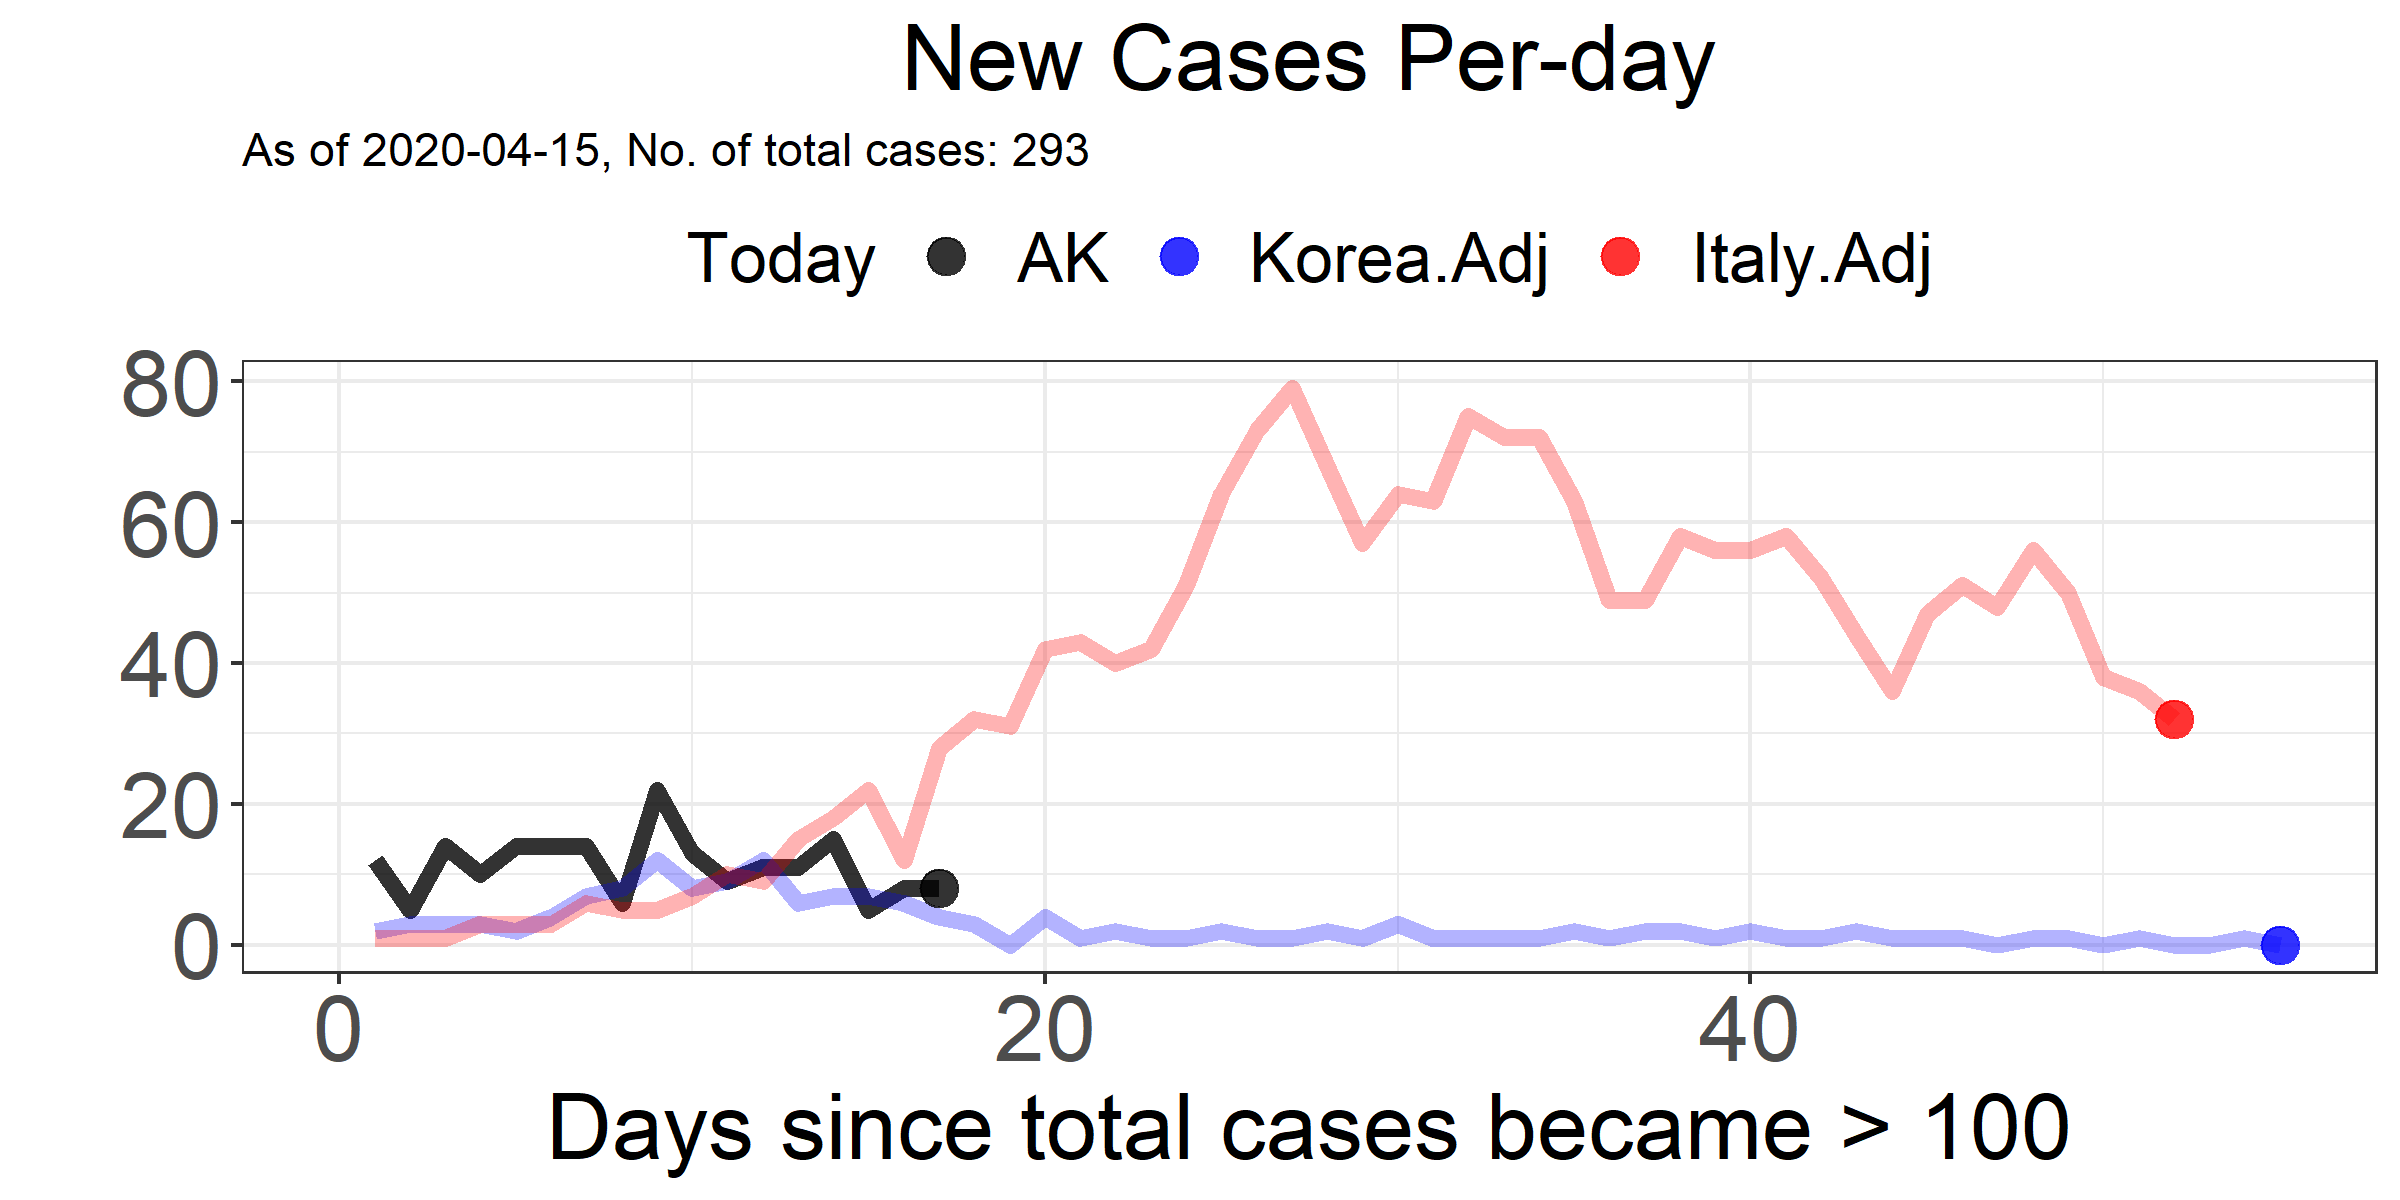 New Cases Per-day
As of 2020-04-15, No. of total cases: 293
Today AK Korea.Adj Italy.Adj
80
60
40
20
0
0 20 40
Days since total cases became > 100